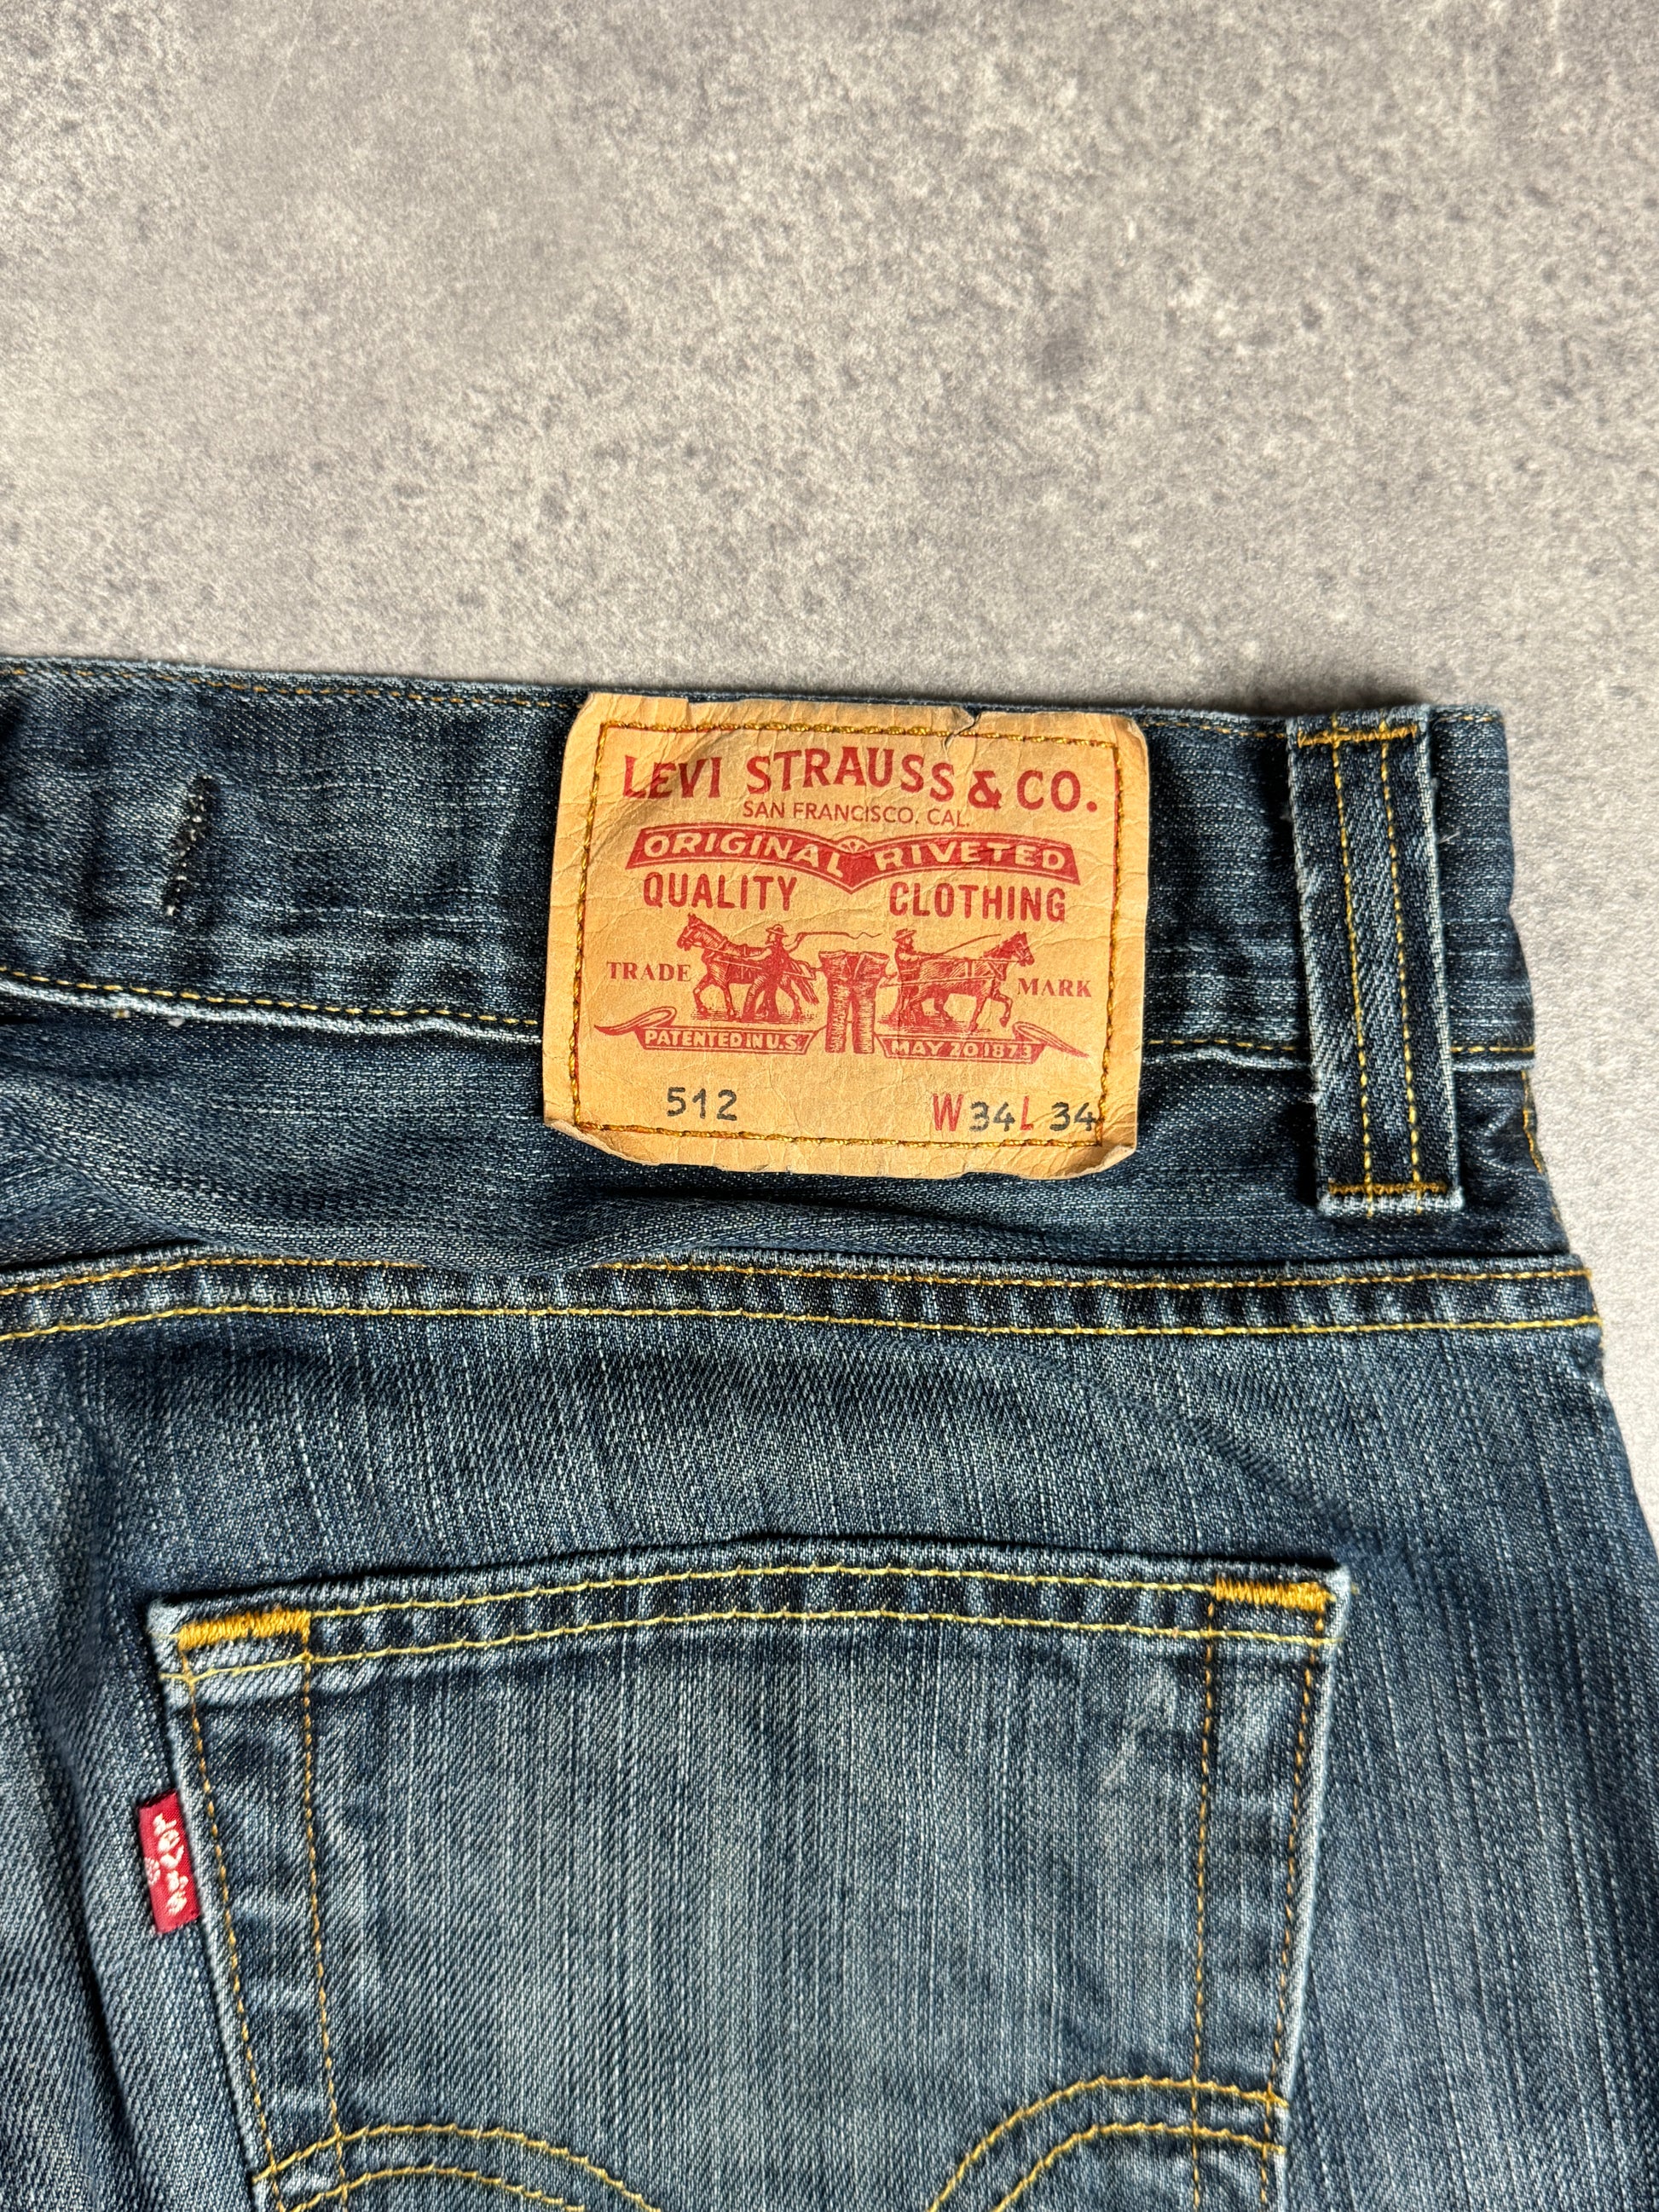 LEVI STRAUSS & CO.
SAN FRANCISCO, CAL.
ORIGINAL RIVETED
QUALITY CLOTHING
TRADE MARK
PATENTED IN U.S. MAY 20 1873
512 W34 L 34
Levi's
®